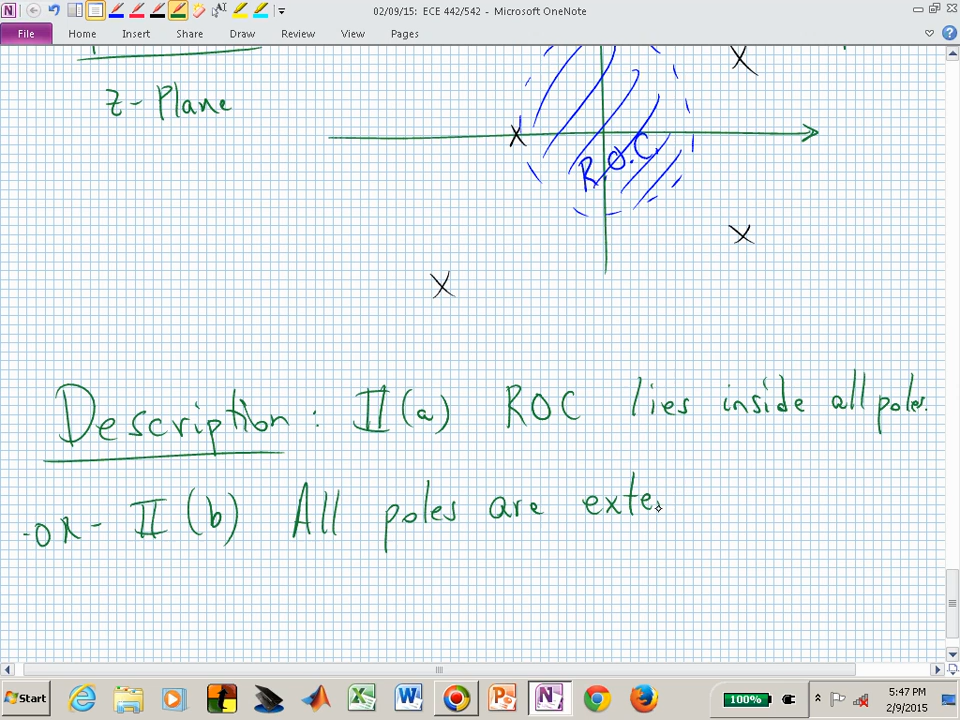 02/09/15: ECE 442/542 - Microsoft OneNote
File Home Insert Share Draw Review View Pages
z-Plane
R.O.C.
Description: II(a) ROC lies inside all poles.
-or- II (b) All poles are exte
Start
100%
5:47 PM
2/9/2015